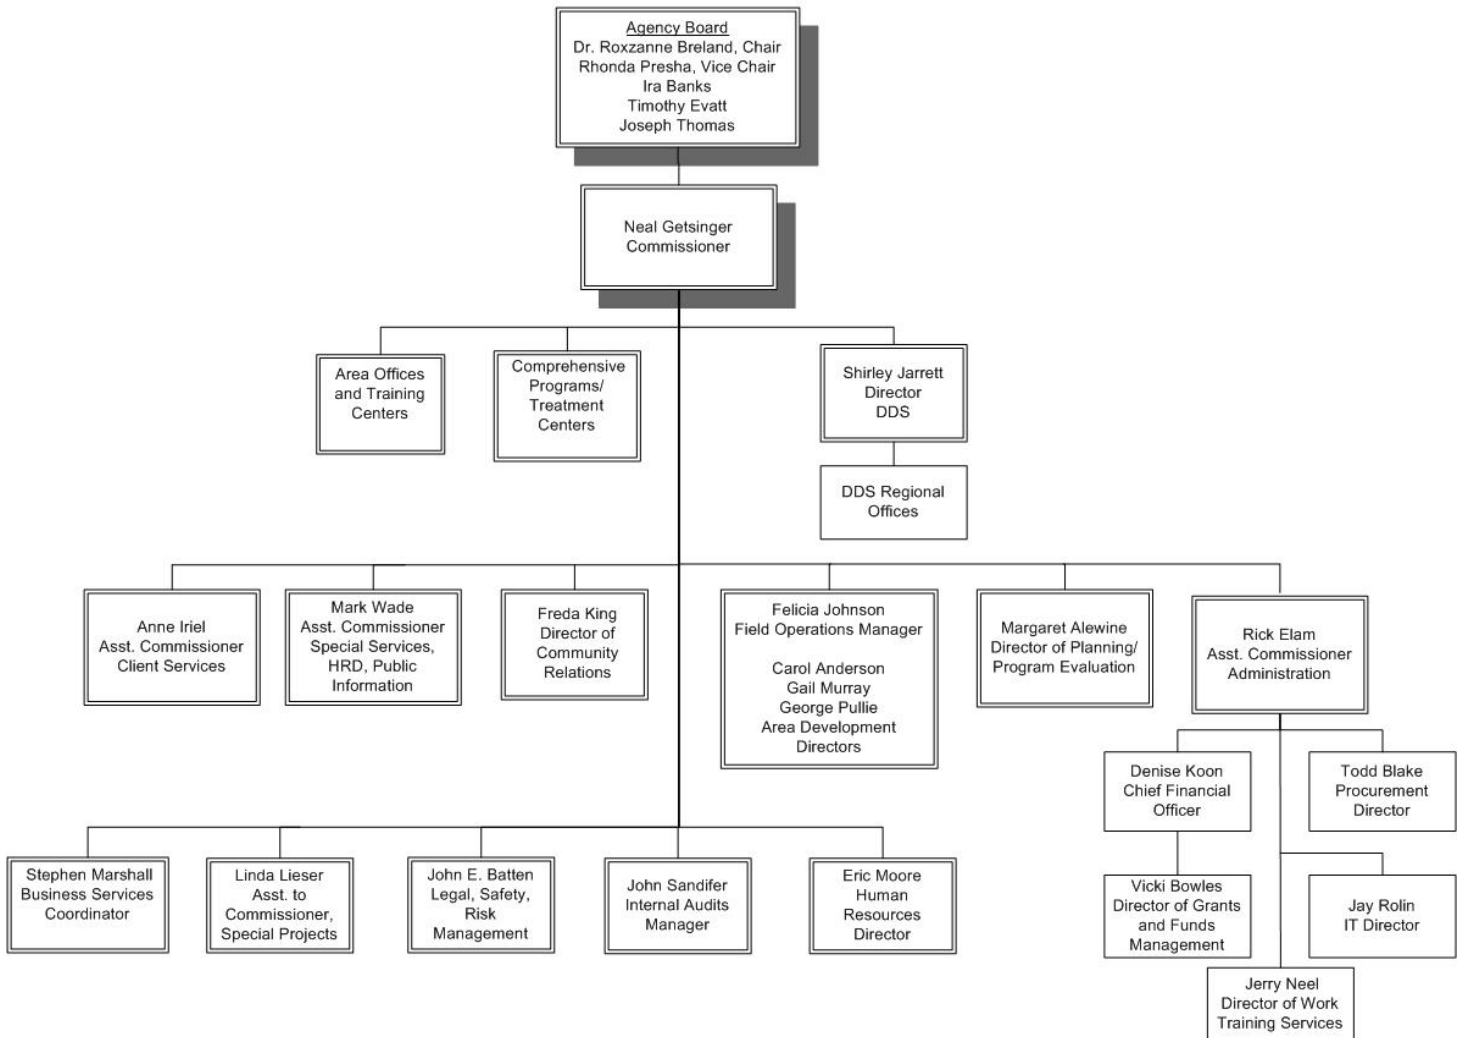 Agency Board
Dr. Roxzanne Breland, Chair
Rhonda Presha, Vice Chair
Ira Banks
Timothy Evatt
Joseph Thomas
Neal Getsinger
Commissioner
Area Offices
and Training
Centers
Comprehensive
Programs/
Treatment
Centers
Shirley Jarrett
Director
DDS
DDS Regional
Offices
Anne Iriel
Asst. Commissioner
Client Services
Mark Wade
Asst. Commissioner
Special Services,
HRD, Public
Information
Freda King
Director of
Community
Relations
Felicia Johnson
Field Operations Manager
Carol Anderson
Gail Murray
George Pullie
Area Development
Directors
Margaret Alewine
Director of Planning/
Program Evaluation
Rick Elam
Asst. Commissioner
Administration
Denise Koon
Chief Financial
Officer
Todd Blake
Procurement
Director
Stephen Marshall
Business Services
Coordinator
Linda Lieser
Asst. to
Commissioner,
Special Projects
John E. Batten
Legal, Safety,
Risk
Management
John Sandifer
Internal Audits
Manager
Eric Moore
Human
Resources
Director
Vicki Bowles
Director of Grants
and Funds
Management
Jay Rolin
IT Director
Jerry Neel
Director of Work
Training Services